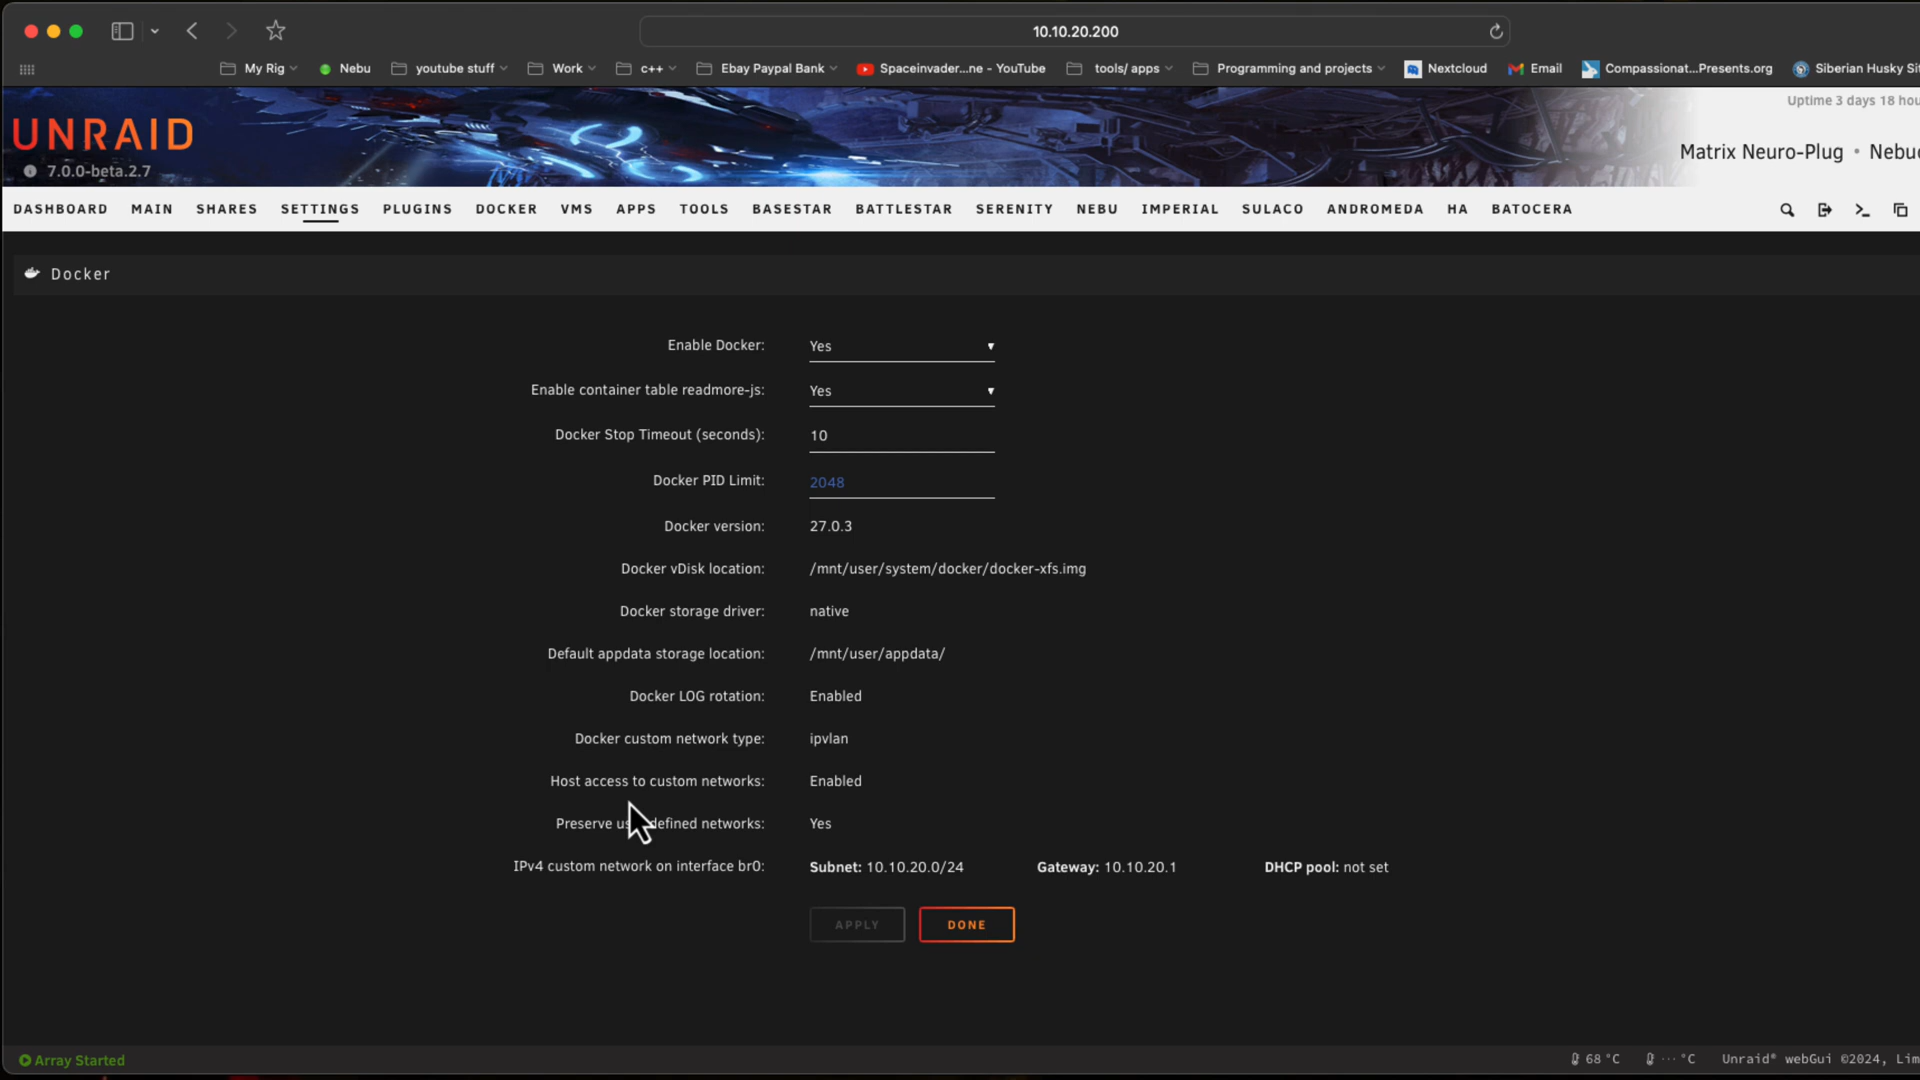 10.10.20.200
My Rig
Nebu
youtube stuff
Work
c++
Ebay Paypal Bank
Spaceinvader...ne - YouTube
tools/ apps
Programming and projects
Nextcloud
Email
Compassionat...Presents.org
Siberian Husky Sit
UNRAID
7.0.0-beta.2.7
Uptime 3 days 18 hou
Matrix Neuro-Plug • Nebuc
DASHBOARD MAIN SHARES SETTINGS PLUGINS DOCKER VMS APPS TOOLS BASESTAR BATTLESTAR SERENITY NEBU IMPERIAL SULACO ANDROMEDA HA BATOCERA
Docker
Enable Docker: Yes
Enable container table readmore-js: Yes
Docker Stop Timeout (seconds): 10
Docker PID Limit: 2048
Docker version: 27.0.3
Docker vDisk location: /mnt/user/system/docker/docker-xfs.img
Docker storage driver: native
Default appdata storage location: /mnt/user/appdata/
Docker LOG rotation: Enabled
Docker custom network type: ipvlan
Host access to custom networks: Enabled
Preserve us defined networks: Yes
IPv4 custom network on interface br0: Subnet: 10.10.20.0/24 Gateway: 10.10.20.1 DHCP pool: not set
APPLY DONE
Array Started
68 °C
... °C
Unraid® webGui ©2024, Lim